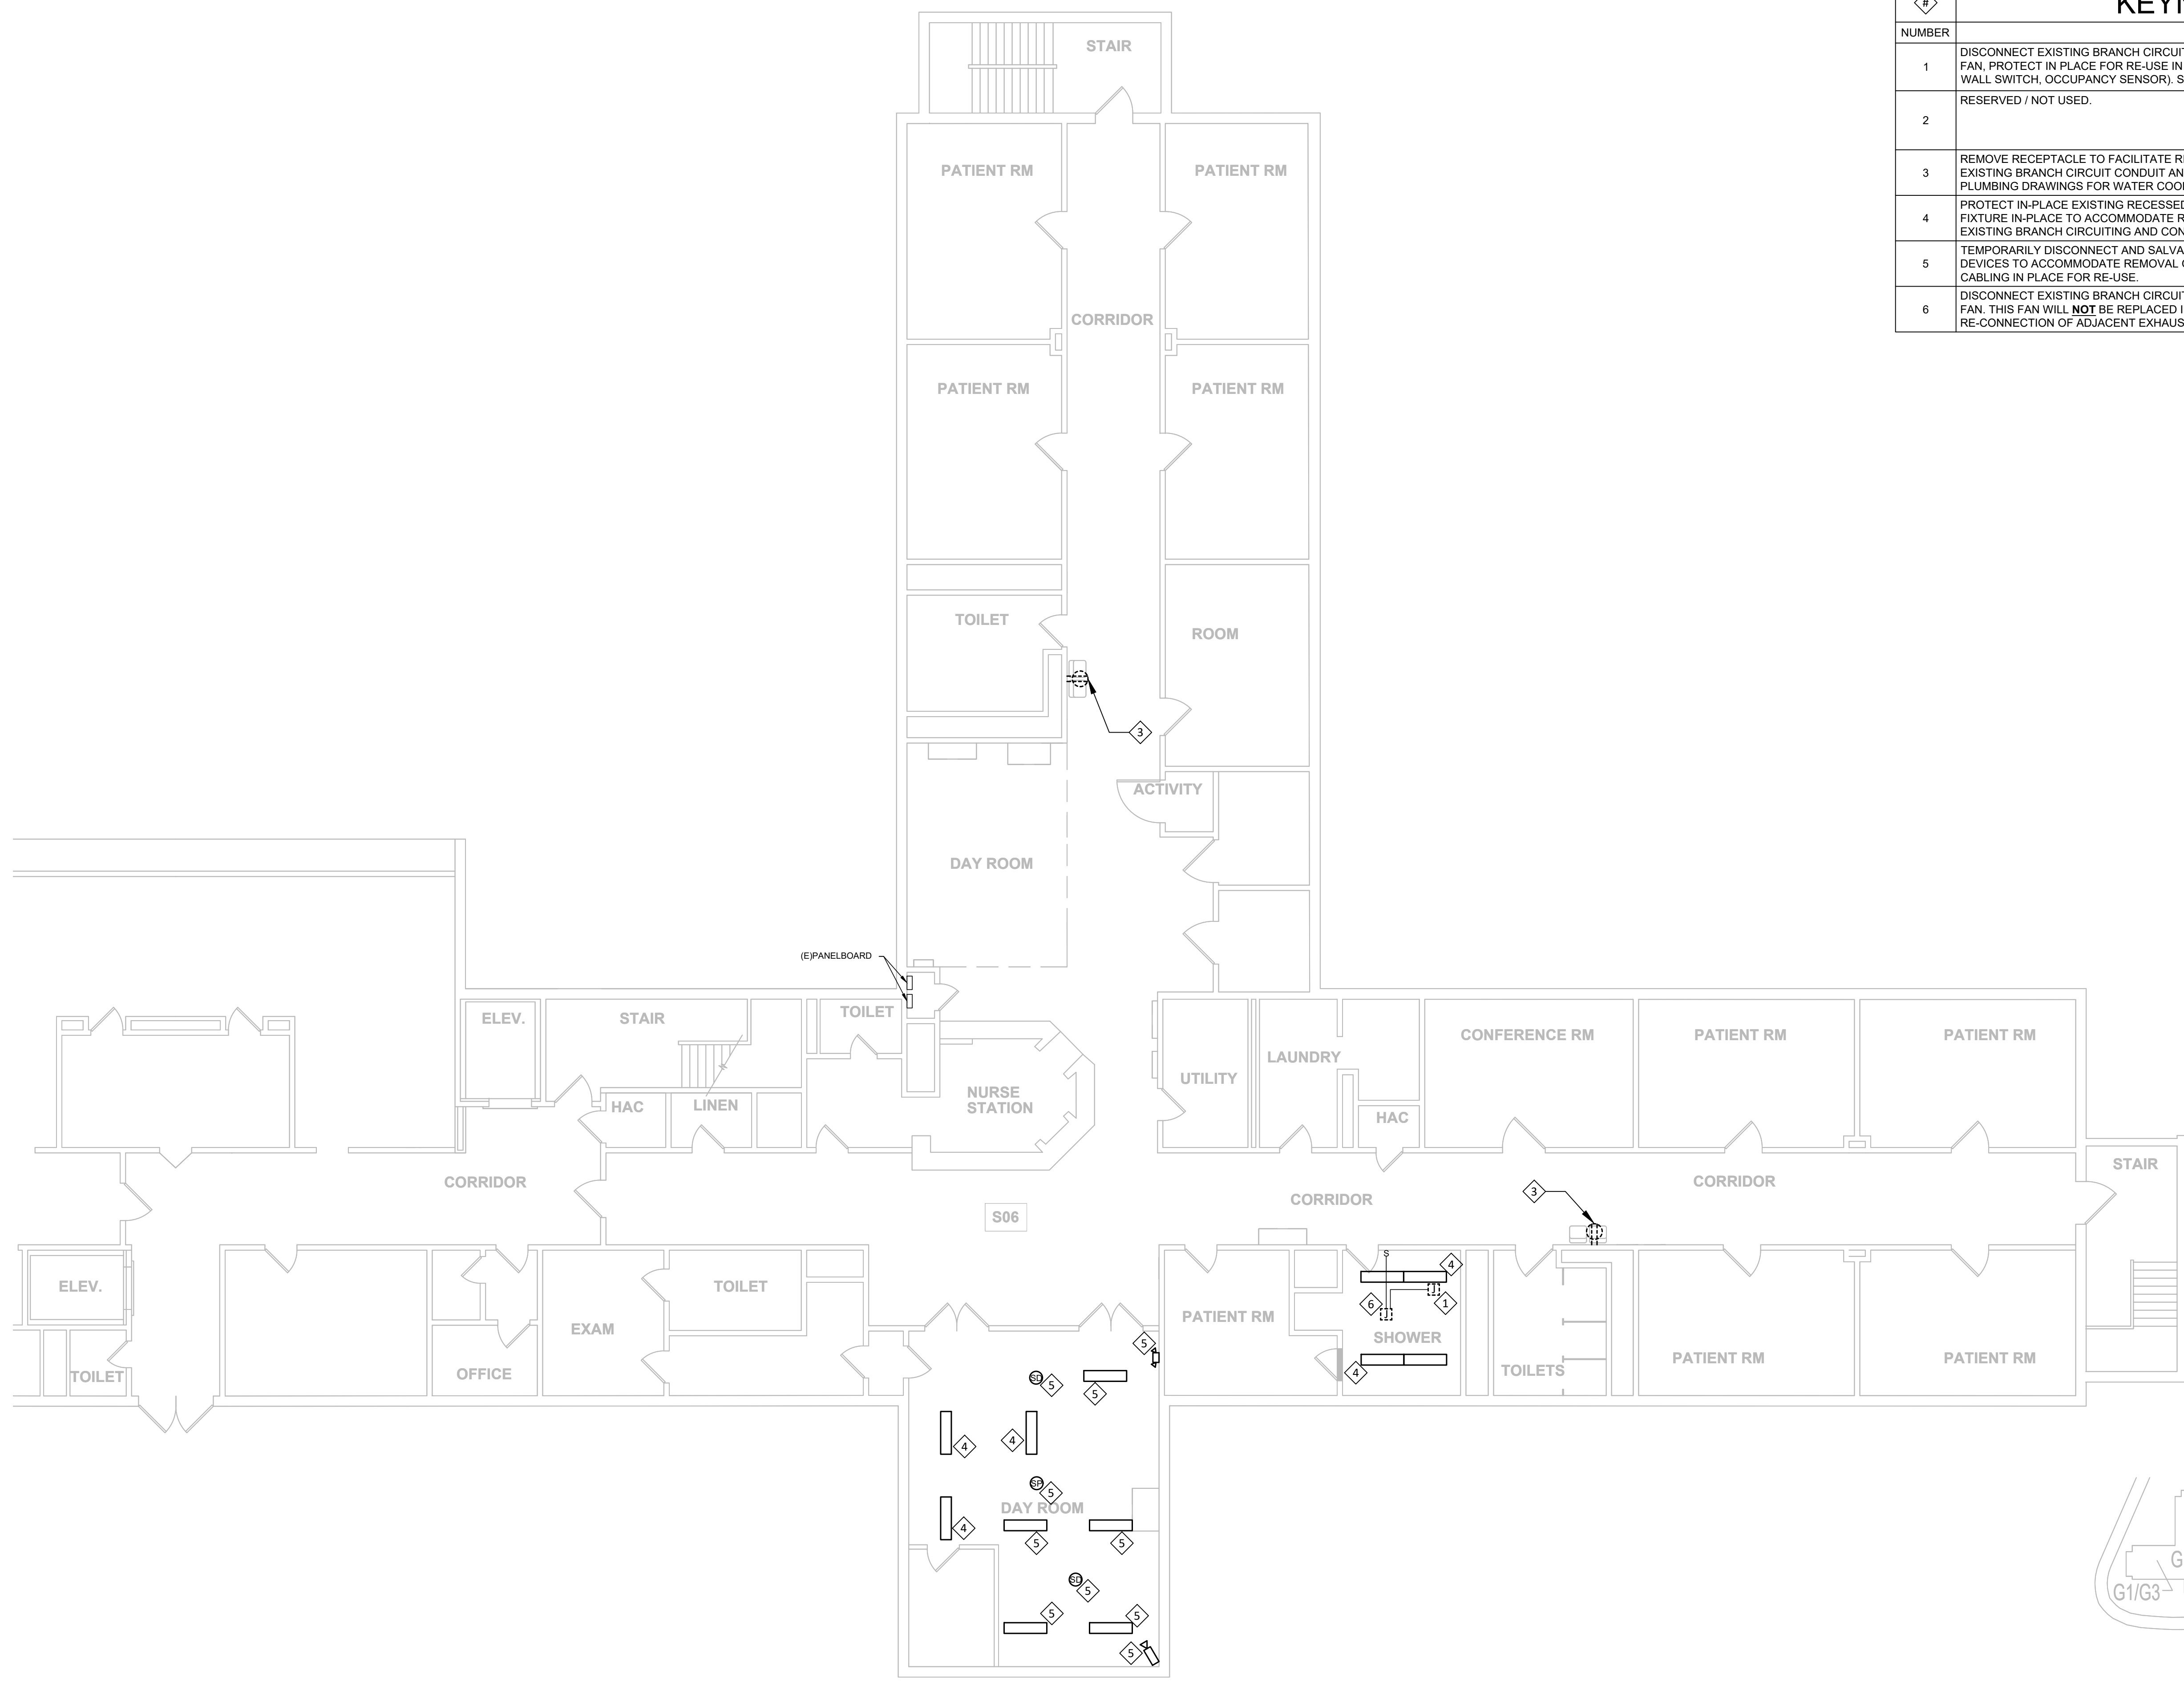 #
KEYN
NUMBER
1
DISCONNECT EXISTING BRANCH CIRCUIT
FAN, PROTECT IN PLACE FOR RE-USE IN
WALL SWITCH, OCCUPANCY SENSOR). S
2
RESERVED / NOT USED.
3
REMOVE RECEPTACLE TO FACILITATE R
EXISTING BRANCH CIRCUIT CONDUIT AN
PLUMBING DRAWINGS FOR WATER COO
4
PROTECT IN-PLACE EXISTING RECESSED
FIXTURE IN-PLACE TO ACCOMMODATE R
EXISTING BRANCH CIRCUITING AND CON
5
TEMPORARILY DISCONNECT AND SALVA
DEVICES TO ACCOMMODATE REMOVAL
CABLING IN PLACE FOR RE-USE.
6
DISCONNECT EXISTING BRANCH CIRCUIT
FAN. THIS FAN WILL NOT BE REPLACED I
RE-CONNECTION OF ADJACENT EXHAUS
STAIR
PATIENT RM
PATIENT RM
CORRIDOR
PATIENT RM
PATIENT RM
TOILET
ROOM
3
ACTIVITY
DAY ROOM
(E)PANELBOARD
ELEV.
STAIR
TOILET
CONFERENCE RM
PATIENT RM
PATIENT RM
LAUNDRY
UTILITY
HAC
LINEN
NURSE
STATION
HAC
STAIR
CORRIDOR
CORRIDOR
3
CORRIDOR
S06
S
4
ELEV.
TOILET
J
6
1
J
PATIENT RM
EXAM
SHOWER
5
OFFICE
TOILET
4
TOILETS
PATIENT RM
PATIENT RM
SD
5
5
4
4
SP
5
DAY ROOM
4
5
5
SD
5
5
5
5
G
G1/G3